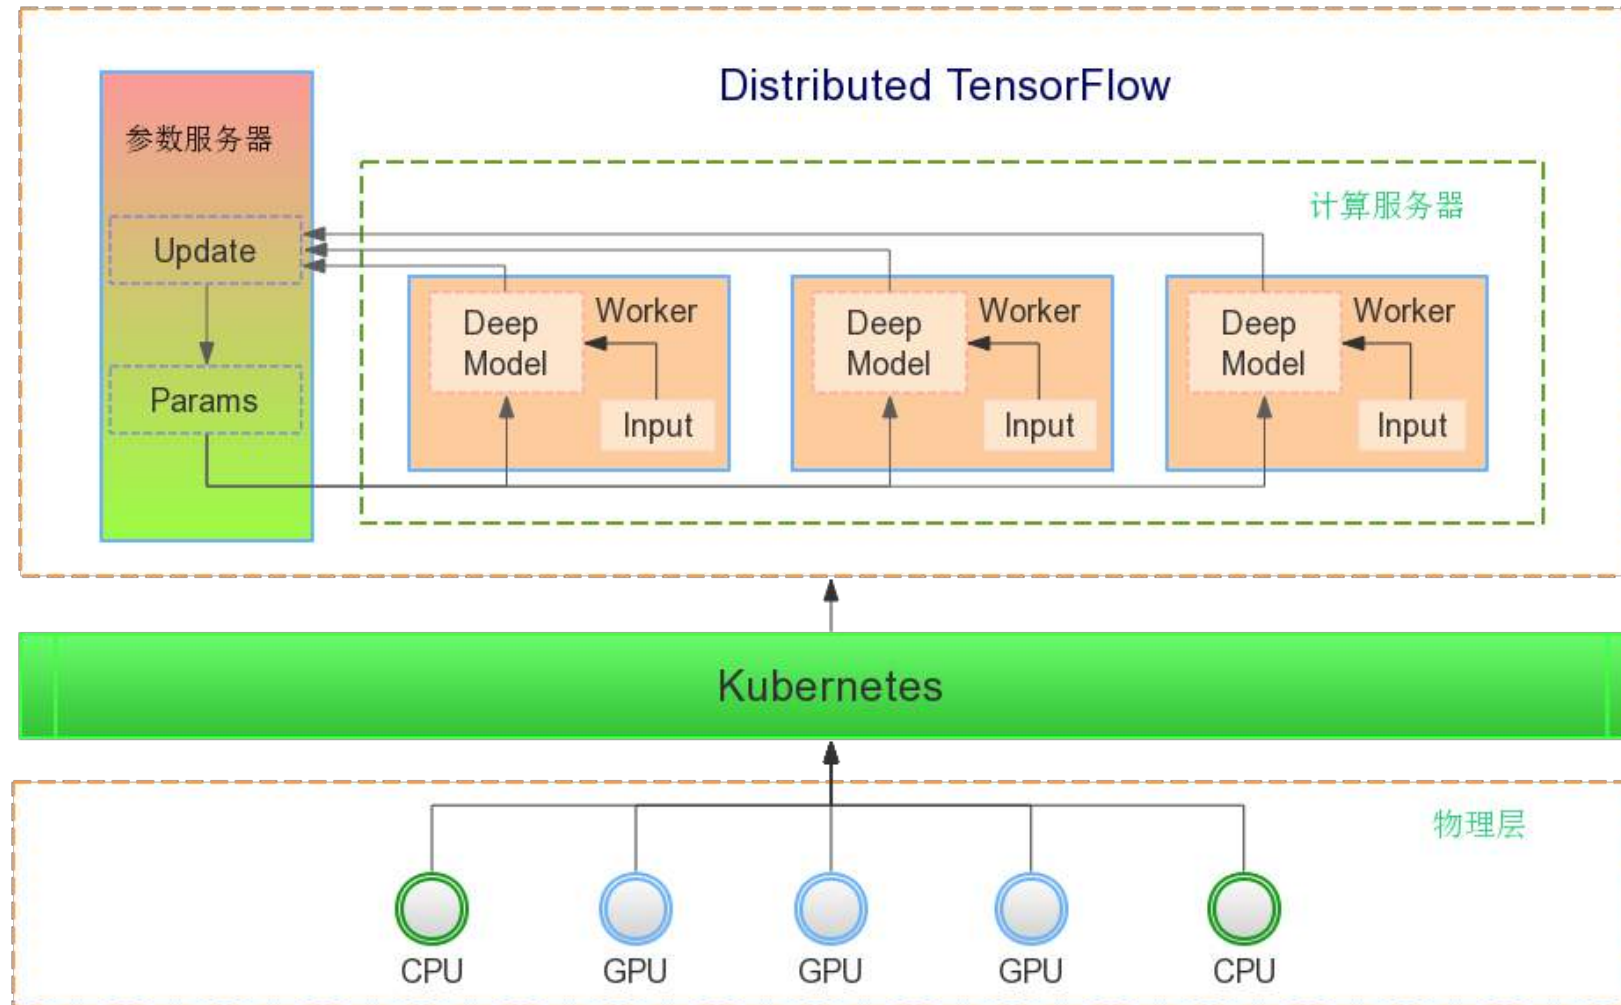 Distributed TensorFlow
参数服务器
计算服务器
Update
Params
Deep
Model
Worker
Input
Deep
Model
Worker
Input
Deep
Model
Worker
Input
Kubernetes
物理层
CPU
GPU
GPU
GPU
CPU